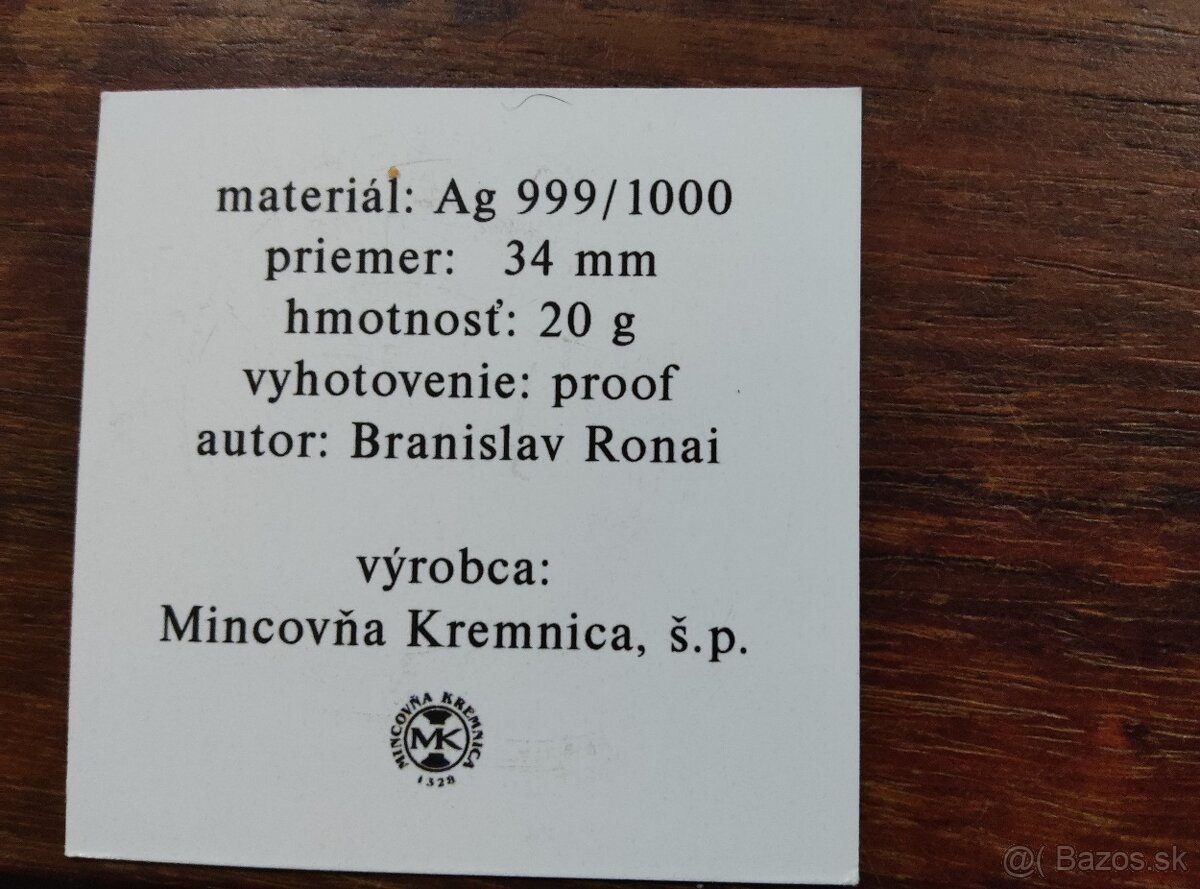 materiál: Ag 999/1000
priemer: 34 mm
hmotnosť: 20 g
vyhotovenie: proof
autor: Branislav Ronai
výrobca:
Mincovňa Kremnica, š.p.
MINCOVŇA KREMNICA
MK
1328
@( Bazos.sk